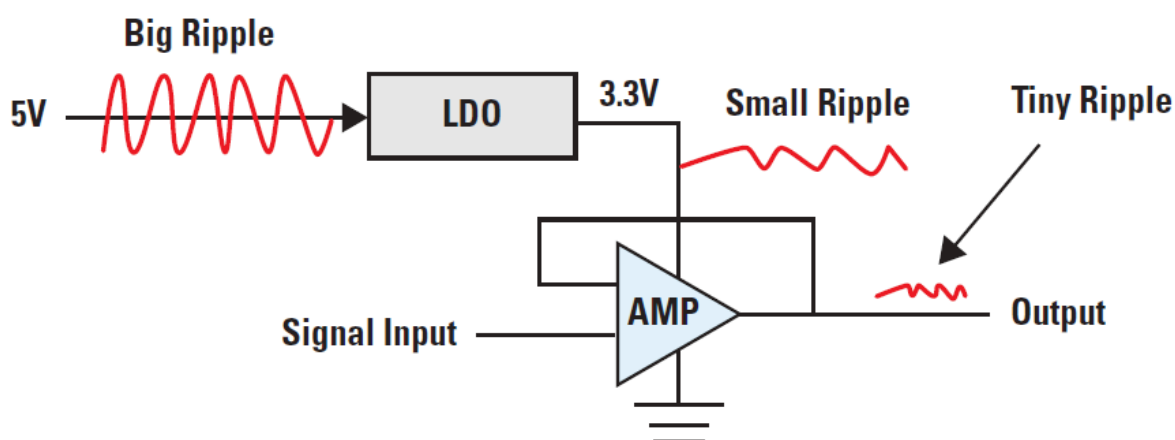 Big Ripple
5V
LDO
3.3V
Small Ripple
Tiny Ripple
AMP
Signal Input
Output